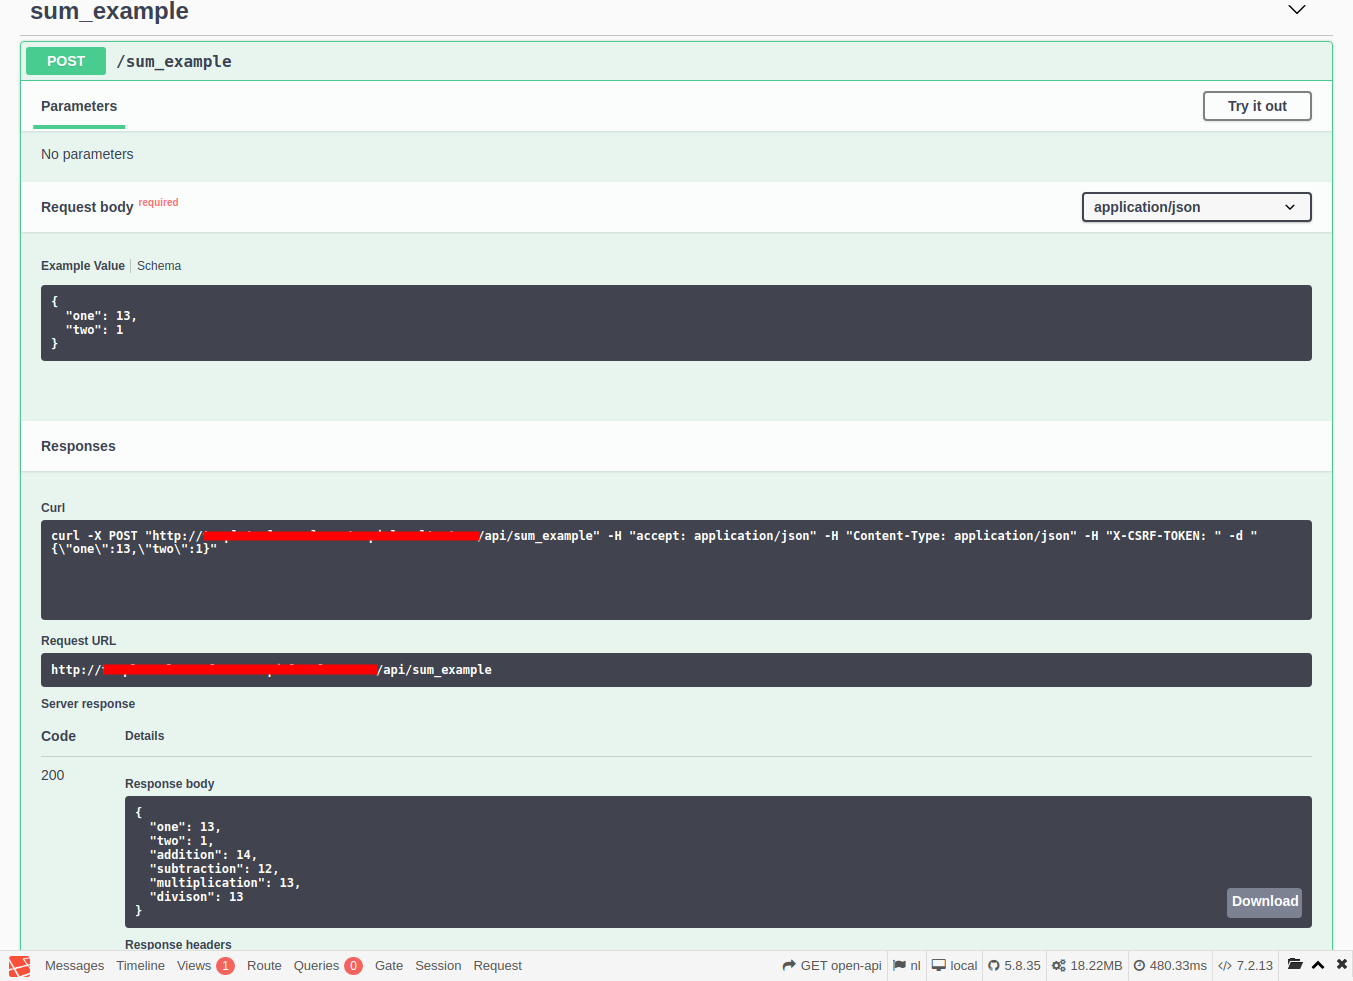 sum_example
POST /sum_example
Parameters
Try it out
No parameters
Request body required
application/json
Example Value Schema
{
"one": 13,
"two": 1
}
Responses
Curl
curl -X POST "http:// /api/sum_example" -H "accept: application/json" -H "Content-Type: application/json" -H "X-CSRF-TOKEN: " -d "
{\"one\":13,\"two\":1}"
Request URL
http:// /api/sum_example
Server response
Code Details
200
Response body
{
"one": 13,
"two": 1,
"addition": 14,
"subtraction": 12,
"multiplication": 13,
"divison": 13
}
Download
Response headers
Messages Timeline Views 1 Route Queries 0 Gate Session Request GET open-api nl local 5.8.35 18.22MB 480.33ms 7.2.13